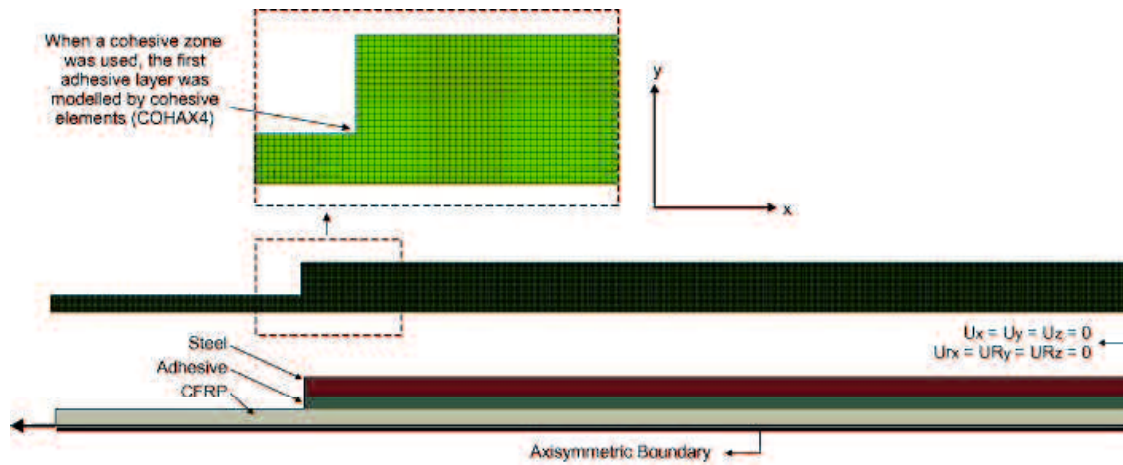 When a cohesive zone
was used, the first
adhesive layer was
modelled by cohesive
elements (COHAX4)
y
x
Ux = Uy = Uz = 0
Urx = URy = URz = 0
Steel
Adhesive
CFRP
Axisymmetric Boundary